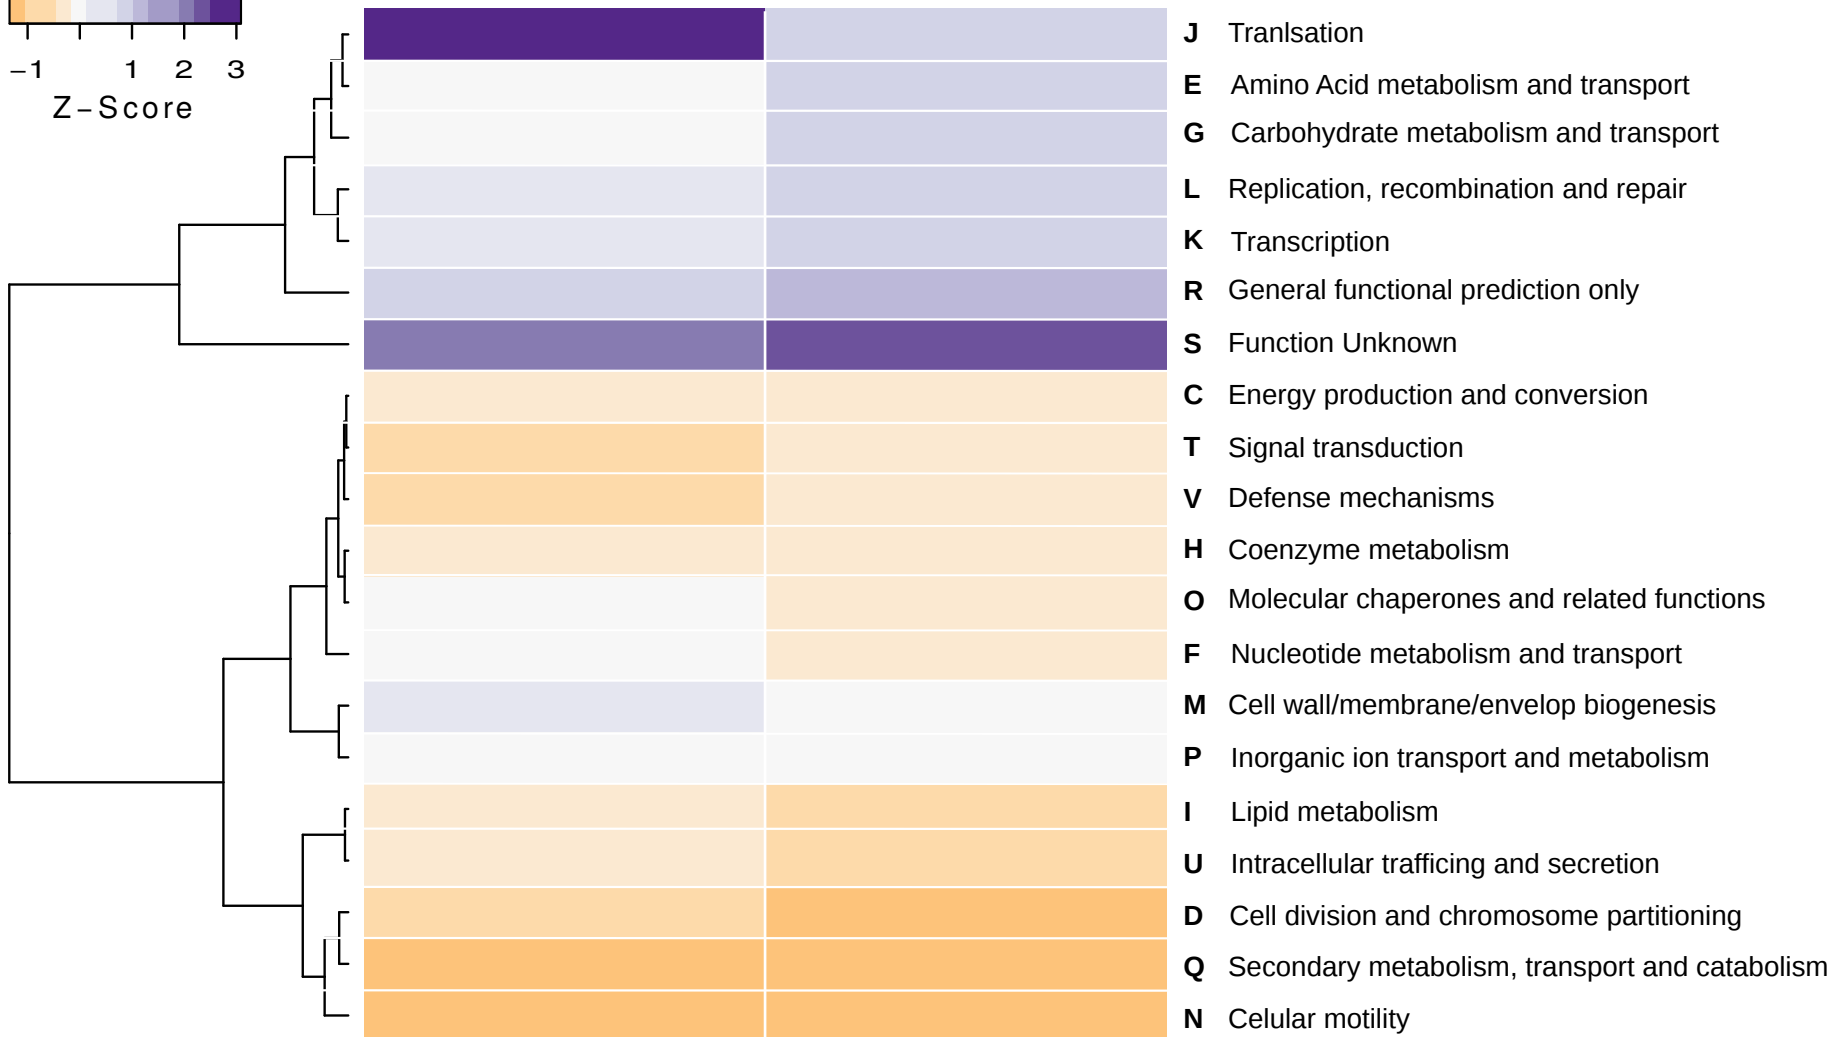 −1 1 2 3
Z−Score
J Tranlsation
E Amino Acid metabolism and transport
G Carbohydrate metabolism and transport
L Replication, recombination and repair
K Transcription
R General functional prediction only
S Function Unknown
C Energy production and conversion
T Signal transduction
V Defense mechanisms
H Coenzyme metabolism
O Molecular chaperones and related functions
F Nucleotide metabolism and transport
M Cell wall/membrane/envelop biogenesis
P Inorganic ion transport and metabolism
I Lipid metabolism
U Intracellular trafficing and secretion
D Cell division and chromosome partitioning
Q Secondary metabolism, transport and catabolism
N Celular motility